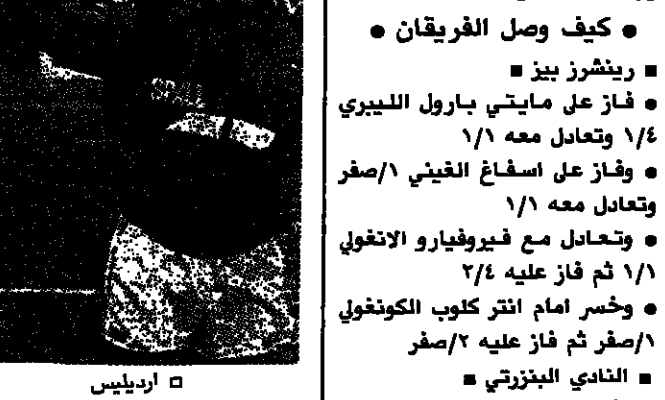 ● كيف وصل الفريقان ●
■ رينشرز بيز ■
● فاز على مايتي بارول الليبري
١/٤ وتعادل معه ١/١
● وفاز على اسفاغ الغيني ١/صفر
وتعادل معه ١/١
● وتعادل مع فيروفيارو الانغولي
١/١ ثم فاز عليه ٢/٤
● وخسر امام انتر كلوب الكونغولي
١/صفر ثم فاز عليه ٢/صفر
■ النادي البنزرتي ■
□ ارديليس